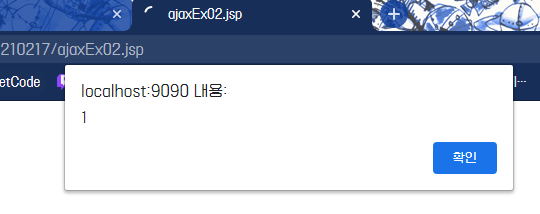 ajaxEx02.jsp
210217/ajaxEx02.jsp
etCode
localhost:9090 내용:
1
확인